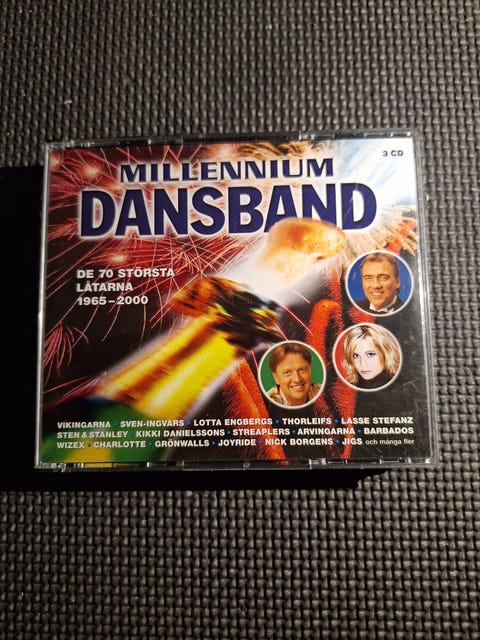 MILLENNIUM
3 CD
DANSBAND
DE 70 STÖRSTA
LÅTARNA
1965–2000
VIKINGARNA • SVEN-INGVARS • LOTTA ENGBERGS • THORLEIFS • LASSE STEFANZ
STEN & STANLEY • KIKKI DANIELSSONS • STREAPLERS • ARVINGARNA • BARBADOS
WIZEX • CHARLOTTE • GRÖNWALLS • JOYRIDE • NICK BORGENS • JIGS och många fler